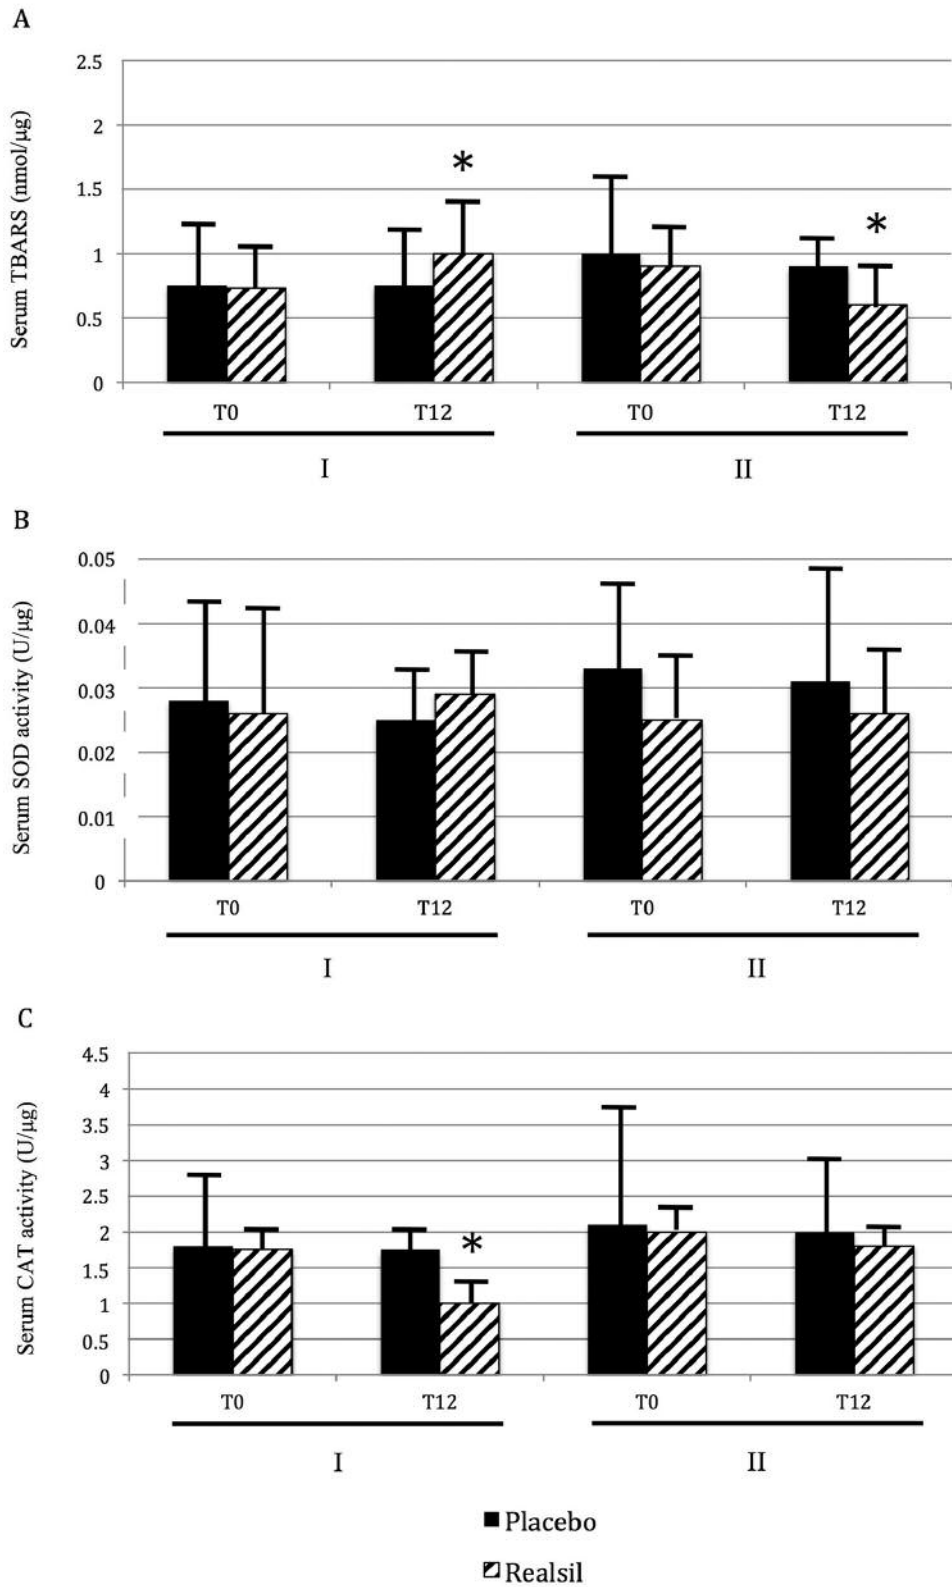 A
Serum TBARS (nmol/μg)
2.5
2
1.5
1
0.5
0
*
*
T0
T12
T0
T12
I
II
B
Serum SOD activity (U/μg)
0.05
0.04
0.03
0.02
0.01
0
T0
T12
T0
T12
I
II
C
Serum CAT activity (U/μg)
4.5
4
3.5
3
2.5
2
1.5
1
0.5
0
*
T0
T12
T0
T12
I
II
Placebo
Realsil